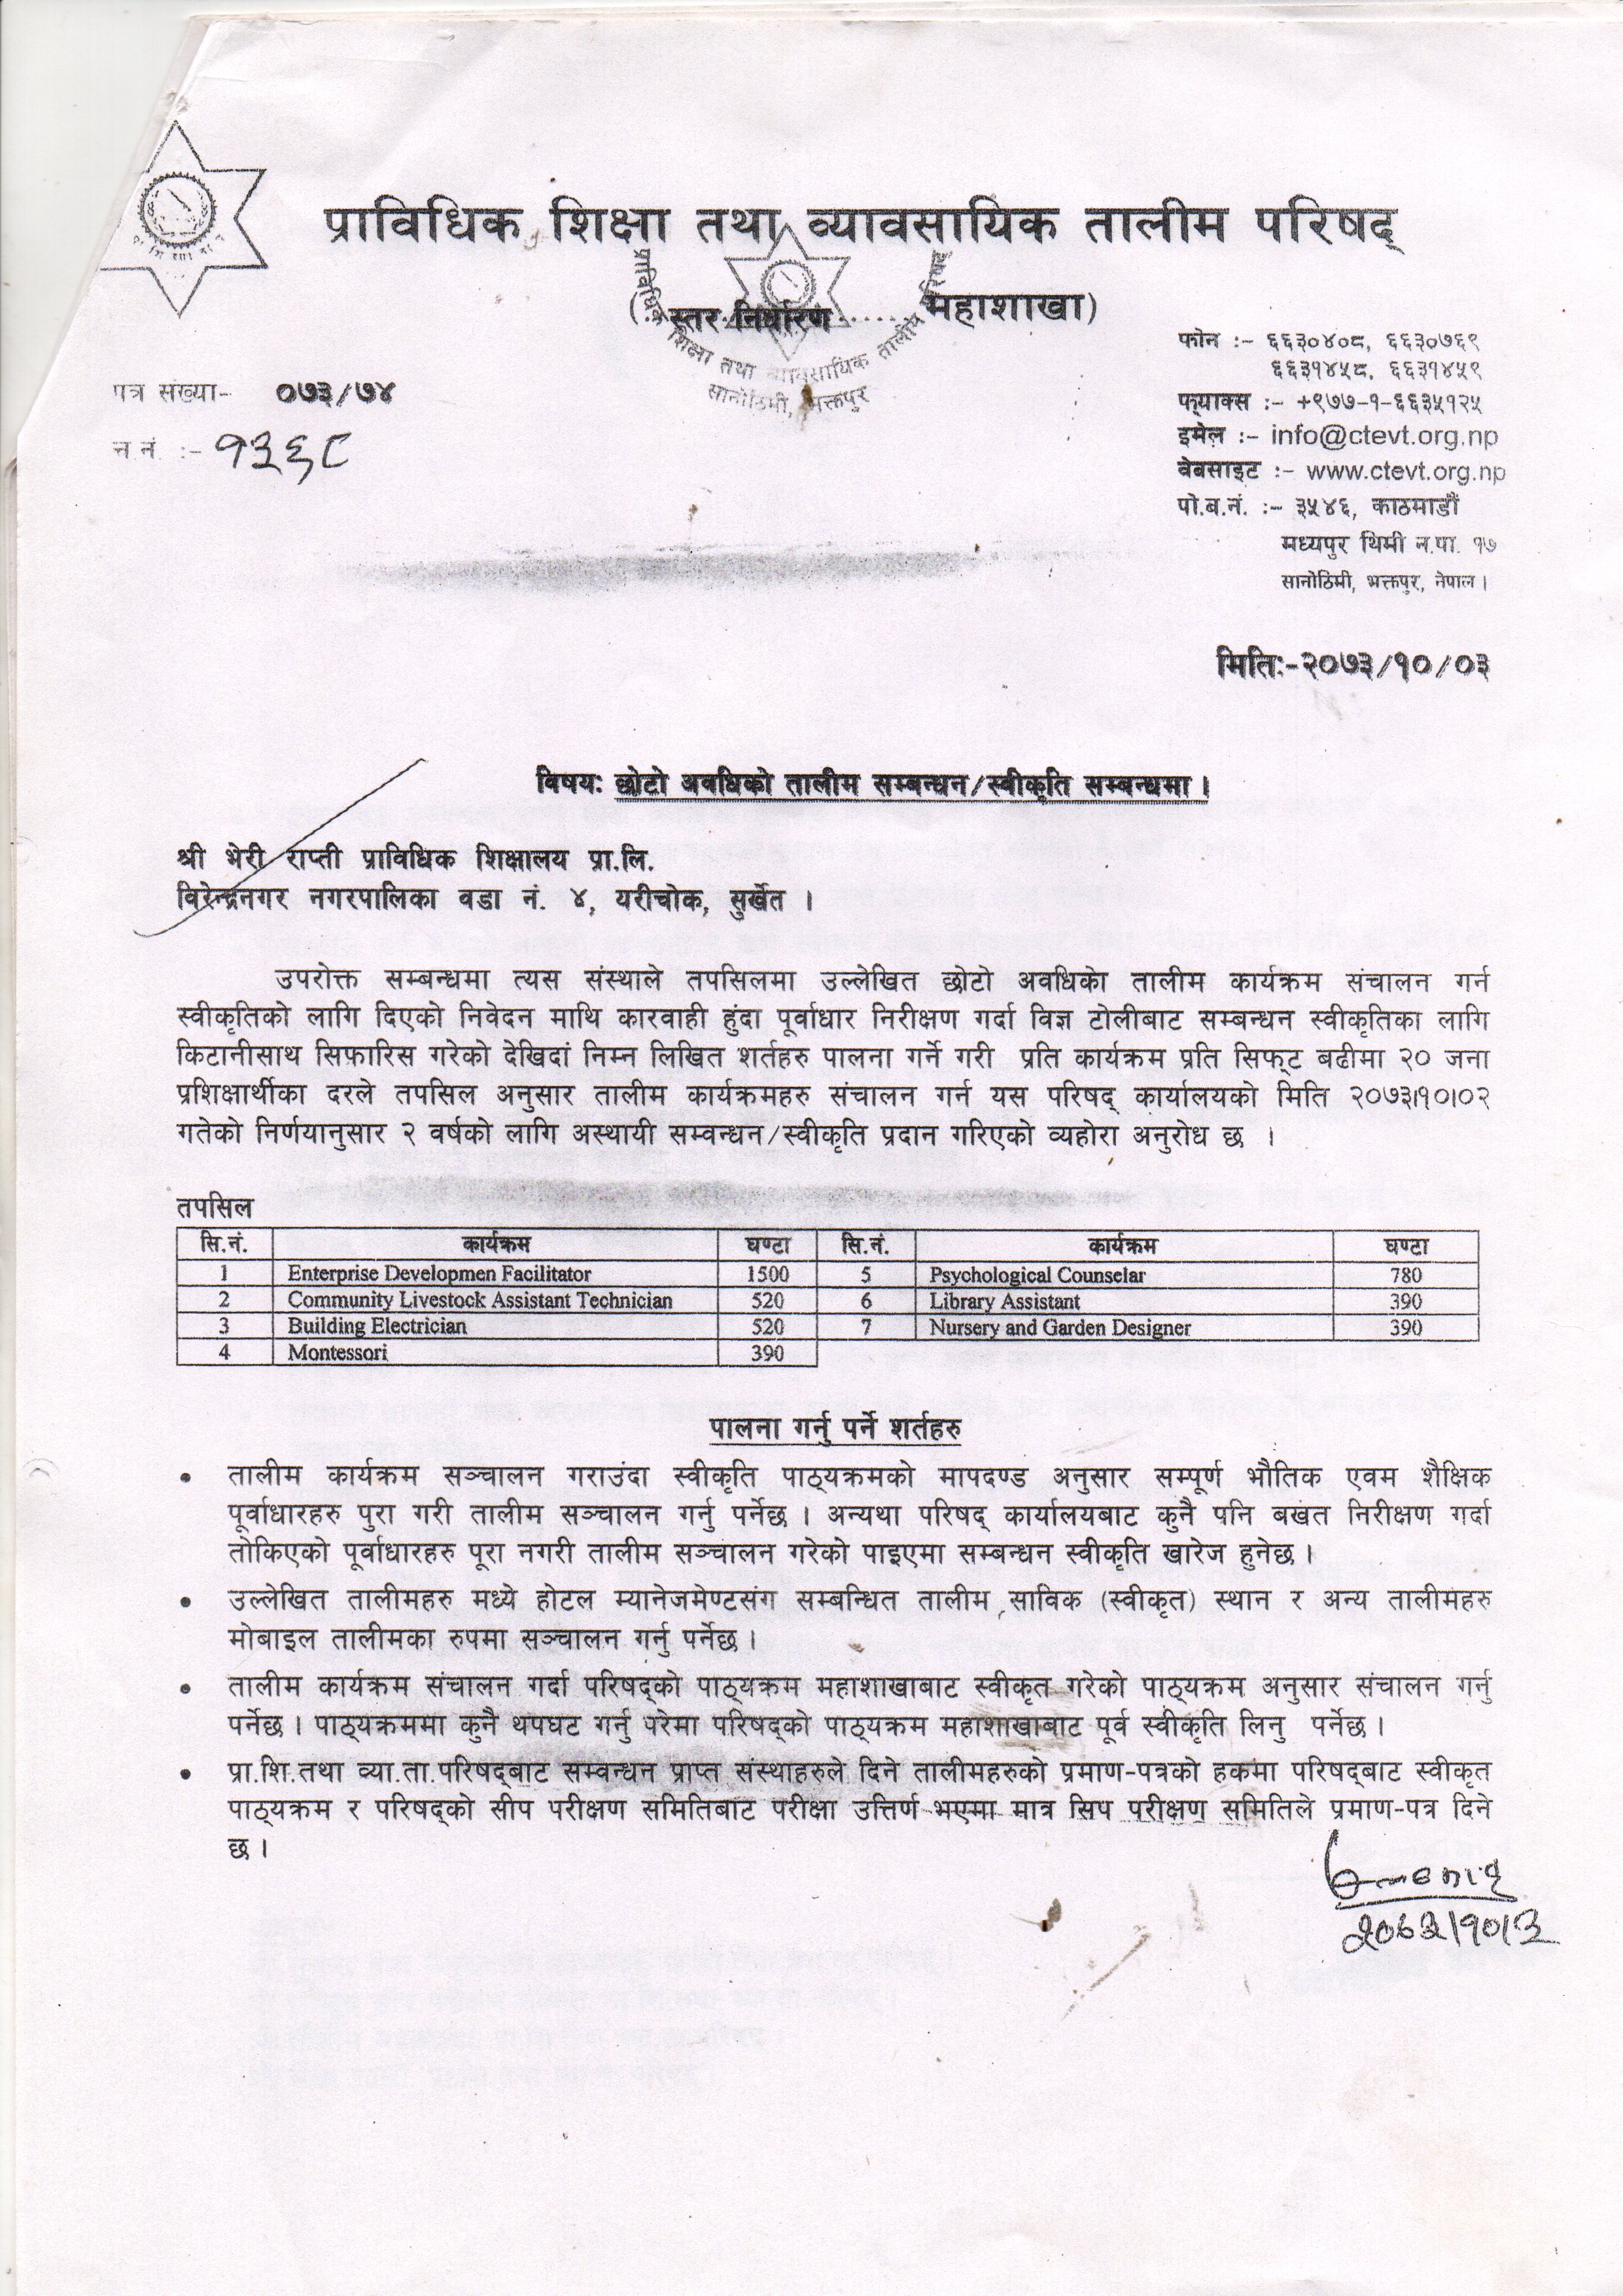 प्राविधिक शिक्षा तथा व्यावसायिक तालीम परिषद्
(. स्तर निर्धारण ....... महाशाखा)
प्राविधिक शिक्षा तथा व्यावसायिक तालीम
सानोठिमी, भक्तपुर
फोन :– ६६३०४०८, ६६३०७६९
६६३१४५८, ६६३१४५९
पत्र संख्या- ०७३/७४
फ्याक्स :– +९७७–१–६६३५१२५
च.नं. :- १३६८
इमेल :– info@ctevt.org.np
वेबसाइट :– www.ctevt.org.np
पो.ब.नं. :– ३५४६, काठमाडौं
मध्यपुर थिमी न.पा. १७
सानोठिमी, भक्तपुर, नेपाल।
मितिः-२०७३/१०/०३
विषयः छोटो अवधिको तालीम सम्बन्धन/स्वीकृति सम्बन्धमा।
श्री भेरी राप्ती प्राविधिक शिक्षालय प्रा.लि.
विरेन्द्रनगर नगरपालिका वडा नं. ४, यरीचोक, सुर्खेत ।
उपरोक्त सम्बन्धमा त्यस संस्थाले तपसिलमा उल्लेखित छोटो अवधिकेा तालीम कार्यक्रम संचालन गर्न
स्वीकृतिको लागि दिएको निवेदन माथि कारवाही हुंदा पूर्वाधार निरीक्षण गर्दा विज्ञ टोलीबाट सम्बन्धन स्वीकृतिका लागि
किटानीसाथ सिफारिस गरेको देखिदां निम्न लिखित शर्तहरु पालना गर्ने गरी प्रति कार्यक्रम प्रति सिफ्ट बढीमा २० जना
प्रशिक्षार्थीका दरले तपसिल अनुसार तालीम कार्यक्रमहरु संचालन गर्न यस परिषद् कार्यालयको मिति २०७३।१०।०२
गतेको निर्णयानुसार २ वर्षको लागि अस्थायी सम्वन्धन/स्वीकृति प्रदान गरिएको व्यहोरा अनुरोध छ ।
तपसिल
सि.नं. कार्यक्रम घण्टा सि.नं. कार्यक्रम घण्टा
1 Enterprise Developmen Facilitator 1500 5 Psychological Counselar 780
2 Community Livestock Assistant Technician 520 6 Library Assistant 390
3 Building Electrician 520 7 Nursery and Garden Designer 390
4 Montessori 390
पालना गर्नु पर्ने शर्तहरु
• तालीम कार्यक्रम सञ्चालन गराउंदा स्वीकृति पाठ्यक्रमको मापदण्ड अनुसार सम्पूर्ण भौतिक एवम शैक्षिक
पूर्वाधारहरु पुरा गरी तालीम सञ्चालन गर्नु पर्नेछ । अन्यथा परिषद् कार्यालयबाट कुनै पनि बखत निरीक्षण गर्दा
तोकिएको पूर्वाधारहरु पूरा नगरी तालीम सञ्चालन गरेको पाइएमा सम्बन्धन स्वीकृति खारेज हुनेछ ।
• उल्लेखित तालीमहरु मध्ये होटल म्यानेजमेण्टसंग सम्बन्धित तालीम साविक (स्वीकृत) स्थान र अन्य तालीमहरु
मोबाइल तालीमका रुपमा सञ्चालन गर्नु पर्नेछ ।
• तालीम कार्यक्रम संचालन गर्दा परिषद्को पाठ्यक्रम महाशाखाबाट स्वीकृत गरेको पाठ्यक्रम अनुसार संचालन गर्नु
पर्नेछ । पाठ्यक्रममा कुनै थपघट गर्नु परेमा परिषद्को पाठ्यक्रम महाशाखाबाट पूर्व स्वीकृति लिनु पर्नेछ ।
• प्रा.शि.तथा व्या.ता.परिषद्बाट सम्वन्धन प्राप्त संस्थाहरुले दिने तालीमहरुको प्रमाण-पत्रको हकमा परिषद्बाट स्वीकृत
पाठ्यक्रम र परिषद्को सीप परीक्षण समितिबाट परीक्षा उत्तिर्ण भएमा मात्र सिप परीक्षण समितिले प्रमाण-पत्र दिने
छ ।
२०७३।१०।३